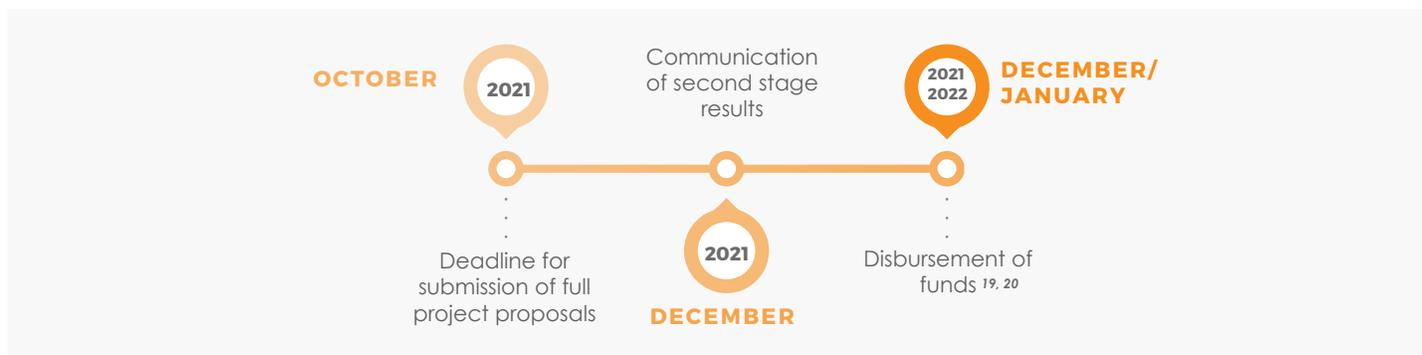 OCTOBER
2021
Deadline for
submission of full
project proposals
Communication
of second stage
results
2021
DECEMBER
2021
2022
DECEMBER/
JANUARY
Disbursement of
funds 19, 20